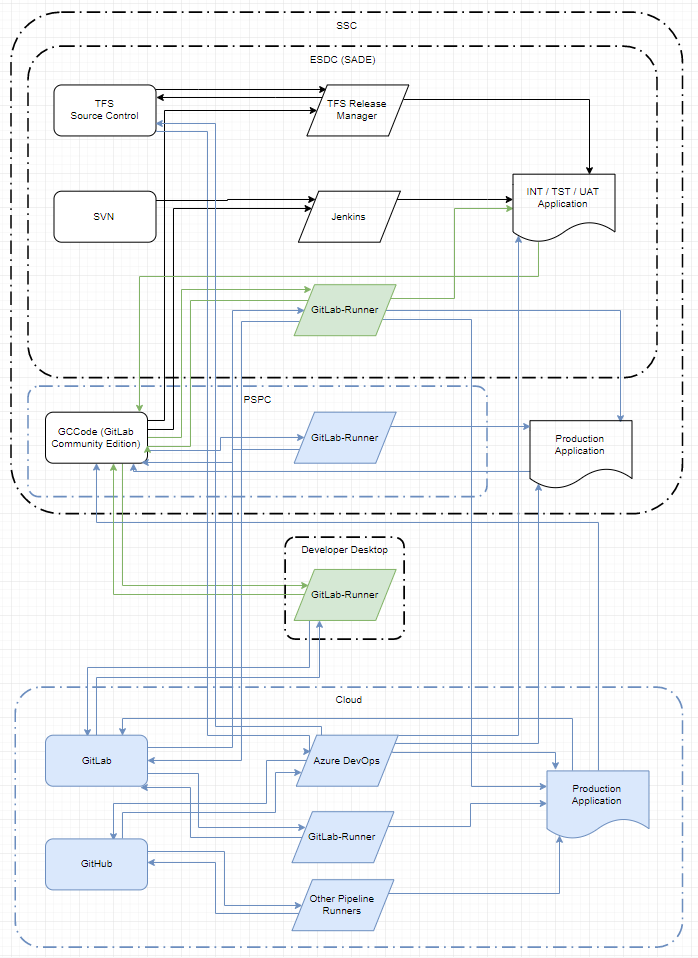 SSC
ESDC (SADE)
TFS
Source Control
TFS Release
Manager
INT / TST / UAT
Application
SVN
Jenkins
GitLab-Runner
PSPC
GCCode (GitLab
Community Edition)
GitLab-Runner
Production
Application
Developer Desktop
GitLab-Runner
Cloud
GitLab
Azure DevOps
Production
Application
GitLab-Runner
GitHub
Other Pipeline
Runners